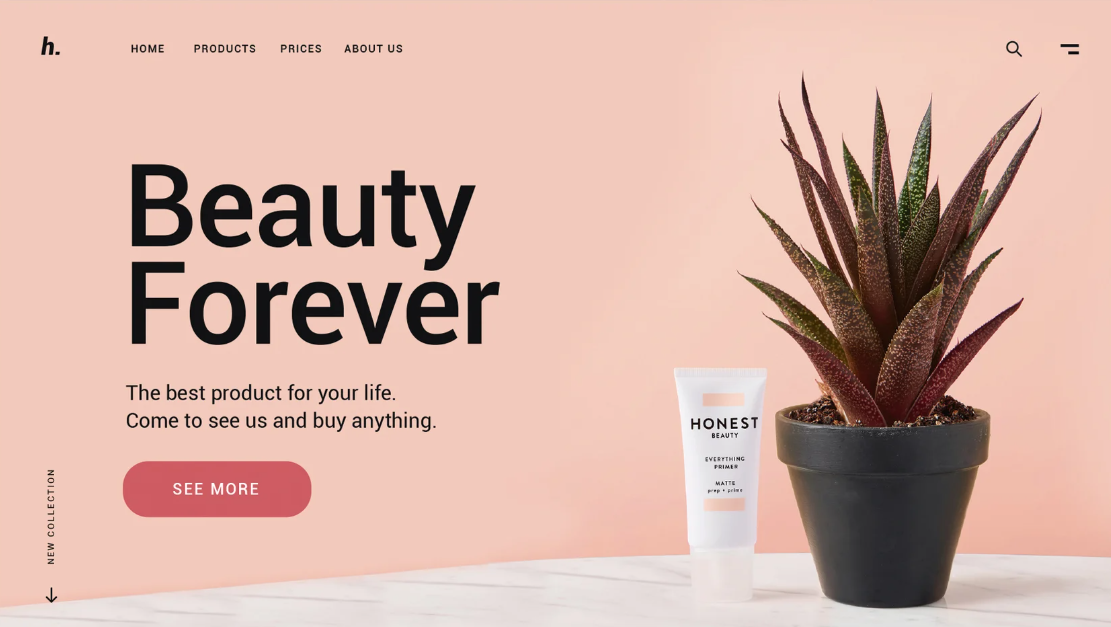 h.
HOME
PRODUCTS
PRICES
ABOUT US
Beauty
Forever
The best product for your life.
Come to see us and buy anything.
SEE MORE
NEW COLLECTION
HONEST
BEAUTY
EVERYTHING
PRIMER
MATTE
prep + prime